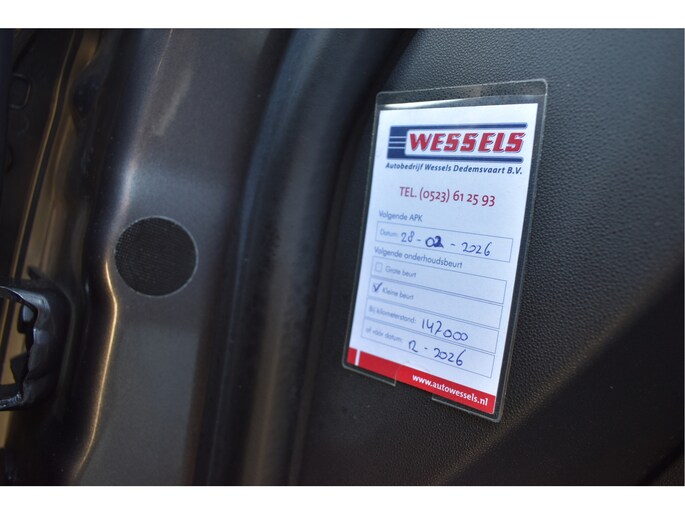 WESSELS
Autobedrijf Wessels Dedemsvaart B.V.
TEL. (0523) 61 25 93
Volgende APK
Datum: 28-02-2026
Volgende onderhoudsbeurt
Grote beurt
Kleine beurt
Bij kilometerstand: 147000
of vóór datum: 12-2026
www.autowessels.nl